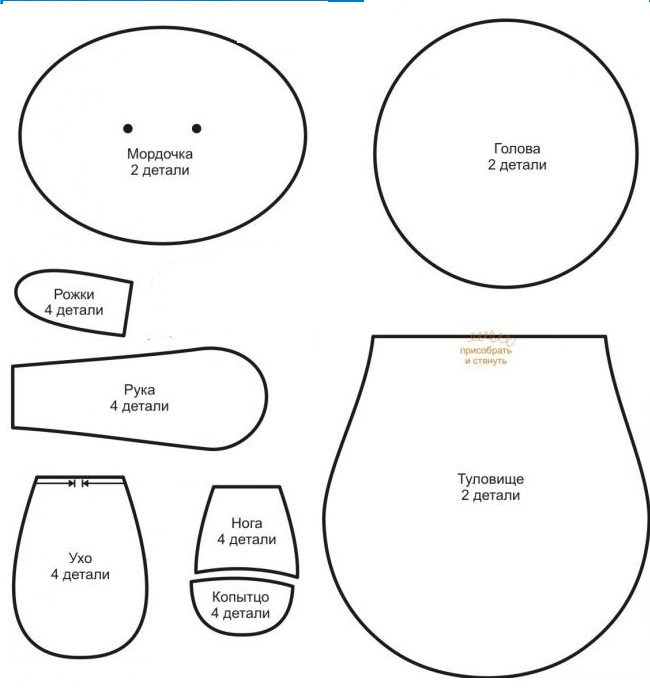 Мордочка
2 детали
Голова
2 детали
Рожки
4 детали
присобрать
и стянуть
Рука
4 детали
Туловище
2 детали
Ухо
4 детали
Нога
4 детали
Копытцо
4 детали